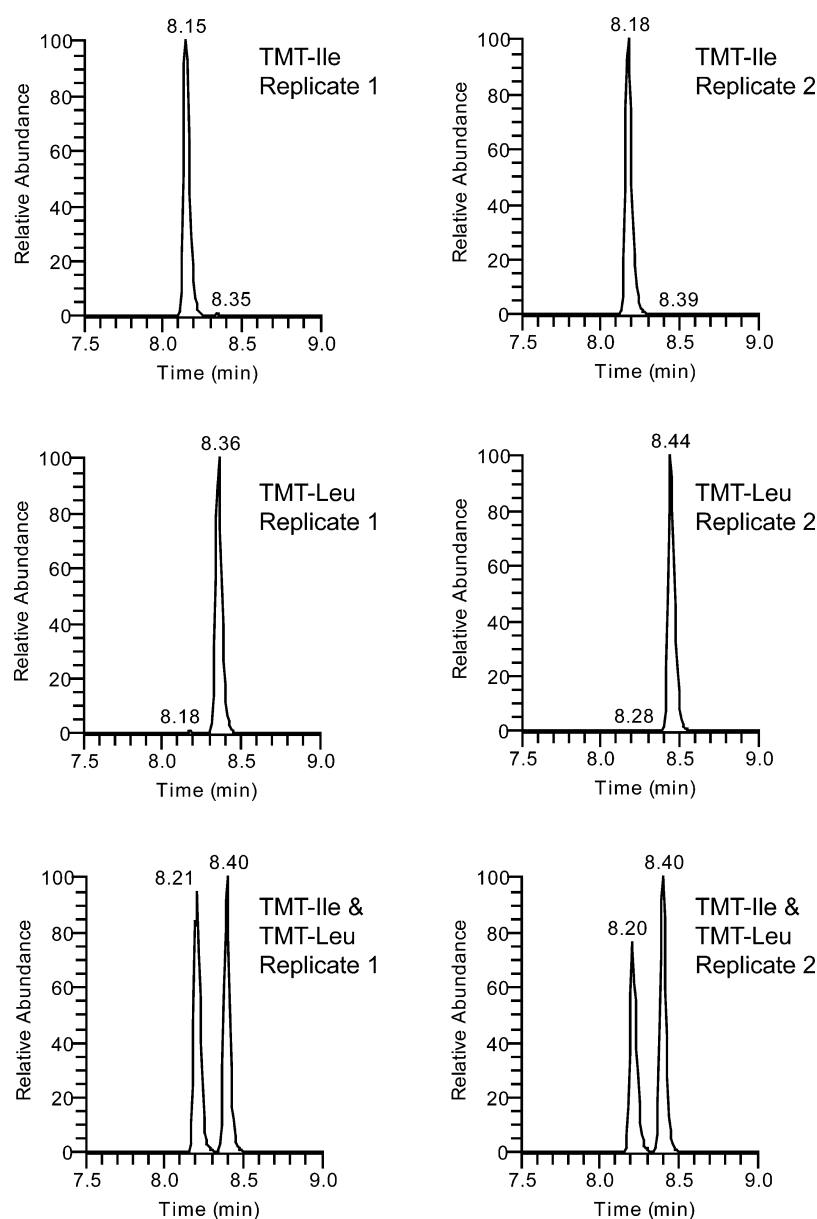 8.15
TMT-Ile
Replicate 1
100
80
60
40
20
0
Relative Abundance
8.35
7.5 8.0 8.5 9.0
Time (min)
8.18
TMT-Ile
Replicate 2
100
80
60
40
20
0
Relative Abundance
8.39
7.5 8.0 8.5 9.0
Time (min)
8.36
TMT-Leu
Replicate 1
100
80
60
40
20
0
Relative Abundance
8.18
7.5 8.0 8.5 9.0
Time (min)
8.44
TMT-Leu
Replicate 2
100
80
60
40
20
0
Relative Abundance
8.28
7.5 8.0 8.5 9.0
Time (min)
8.21 8.40
TMT-Ile &
TMT-Leu
Replicate 1
100
80
60
40
20
0
Relative Abundance
7.5 8.0 8.5 9.0
Time (min)
8.40
8.20
TMT-Ile &
TMT-Leu
Replicate 2
100
80
60
40
20
0
Relative Abundance
7.5 8.0 8.5 9.0
Time (min)